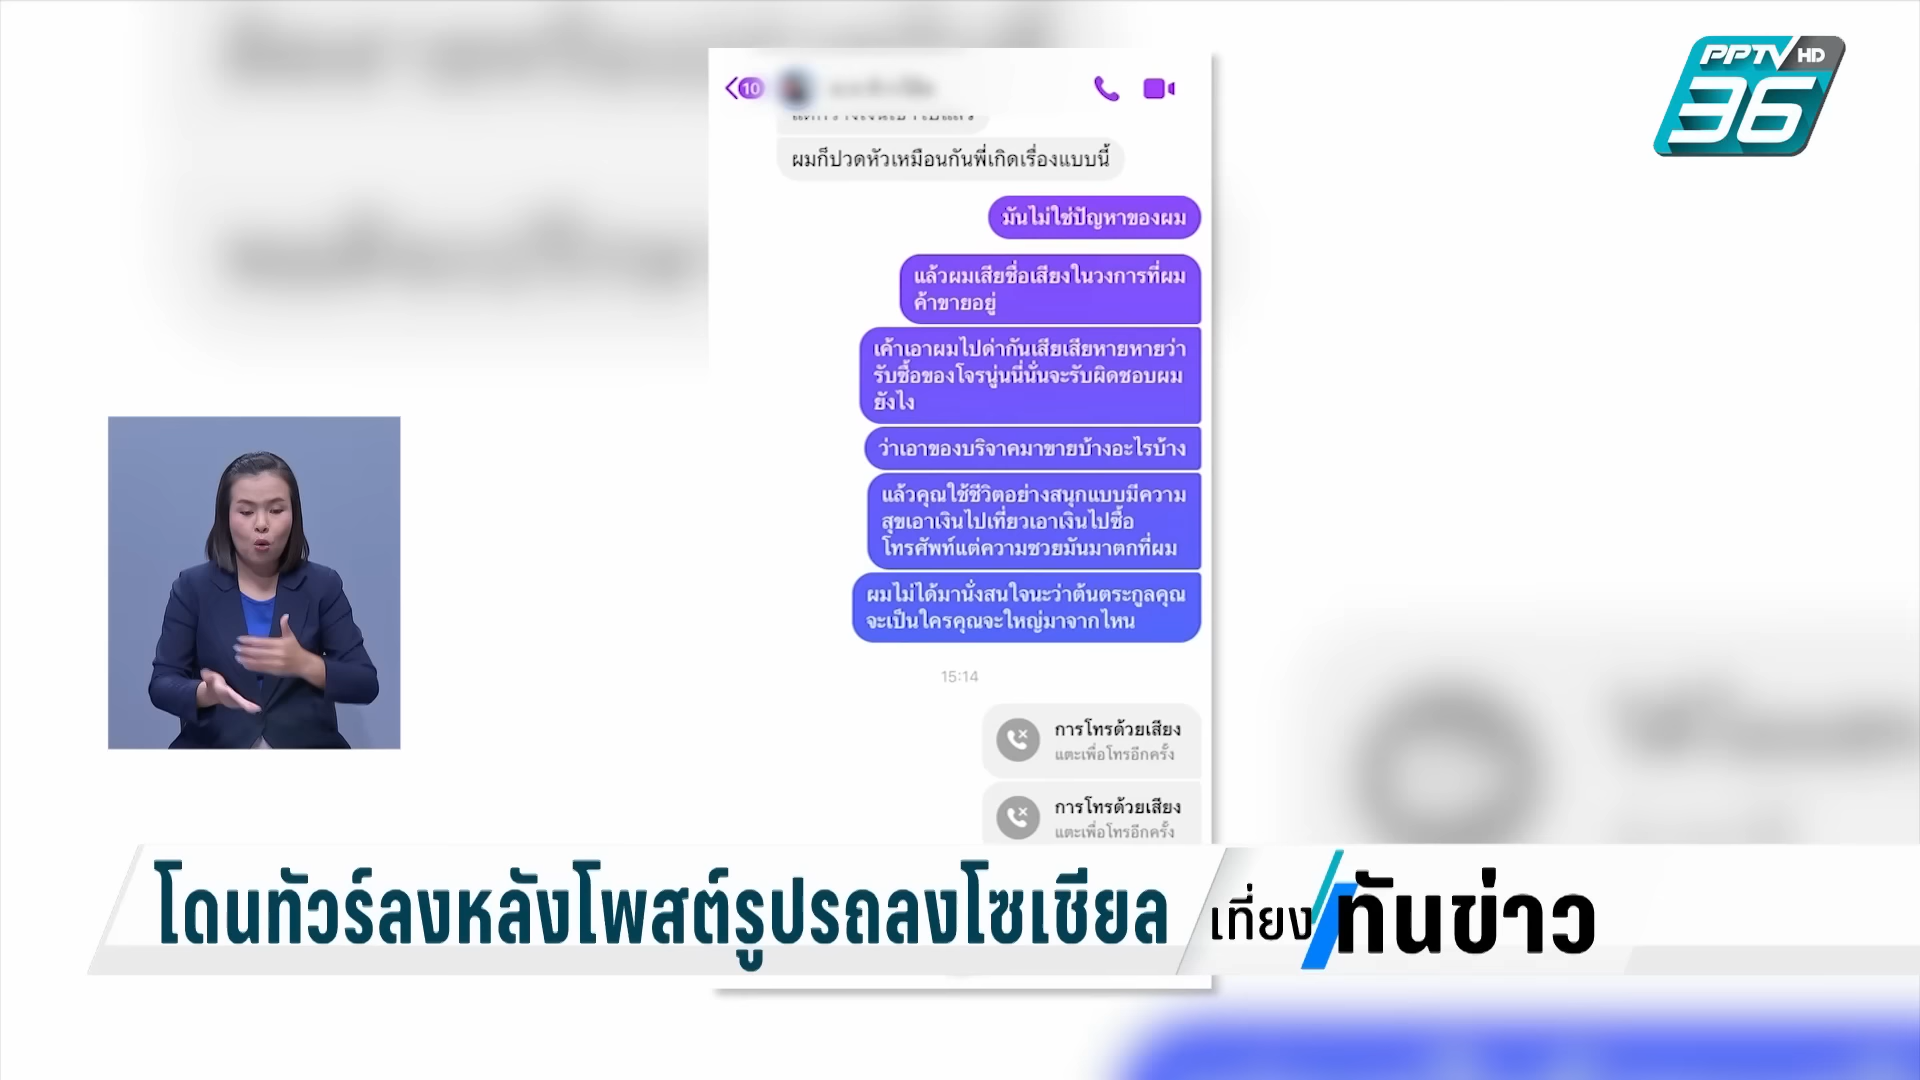 PPTV HD
36
10
ผมก็ปวดหัวเหมือนกันพี่เกิดเรื่องแบบนี้
มันไม่ใช่ปัญหาของผม
แล้วผมเสียชื่อเสียงในวงการที่ผม
ค้าขายอยู่
เค้าเอาผมไปด่ากันเสียเสียหายหายว่า
รับซื้อของโจรนู่นนี่นั่นจะรับผิดชอบผม
ยังไง
ว่าเอาของบริจาคมาขายบ้างอะไรบ้าง
แล้วคุณใช้ชีวิตอย่างสนุกแบบมีความ
สุขเอาเงินไปเที่ยวเอาเงินไปซื้อ
โทรศัพท์แต่ความซวยมันมาตกที่ผม
ผมไม่ได้มานั่งสนใจนะว่าต้นตระกูลคุณ
จะเป็นใครคุณจะใหญ่มาจากไหน
15:14
การโทรด้วยเสียง
แตะเพื่อโทรอีกครั้ง
การโทรด้วยเสียง
แตะเพื่อโทรอีกครั้ง
โดนทัวร์ลงหลังโพสต์รูปรถลงโซเชียล
เที่ยงทันข่าว